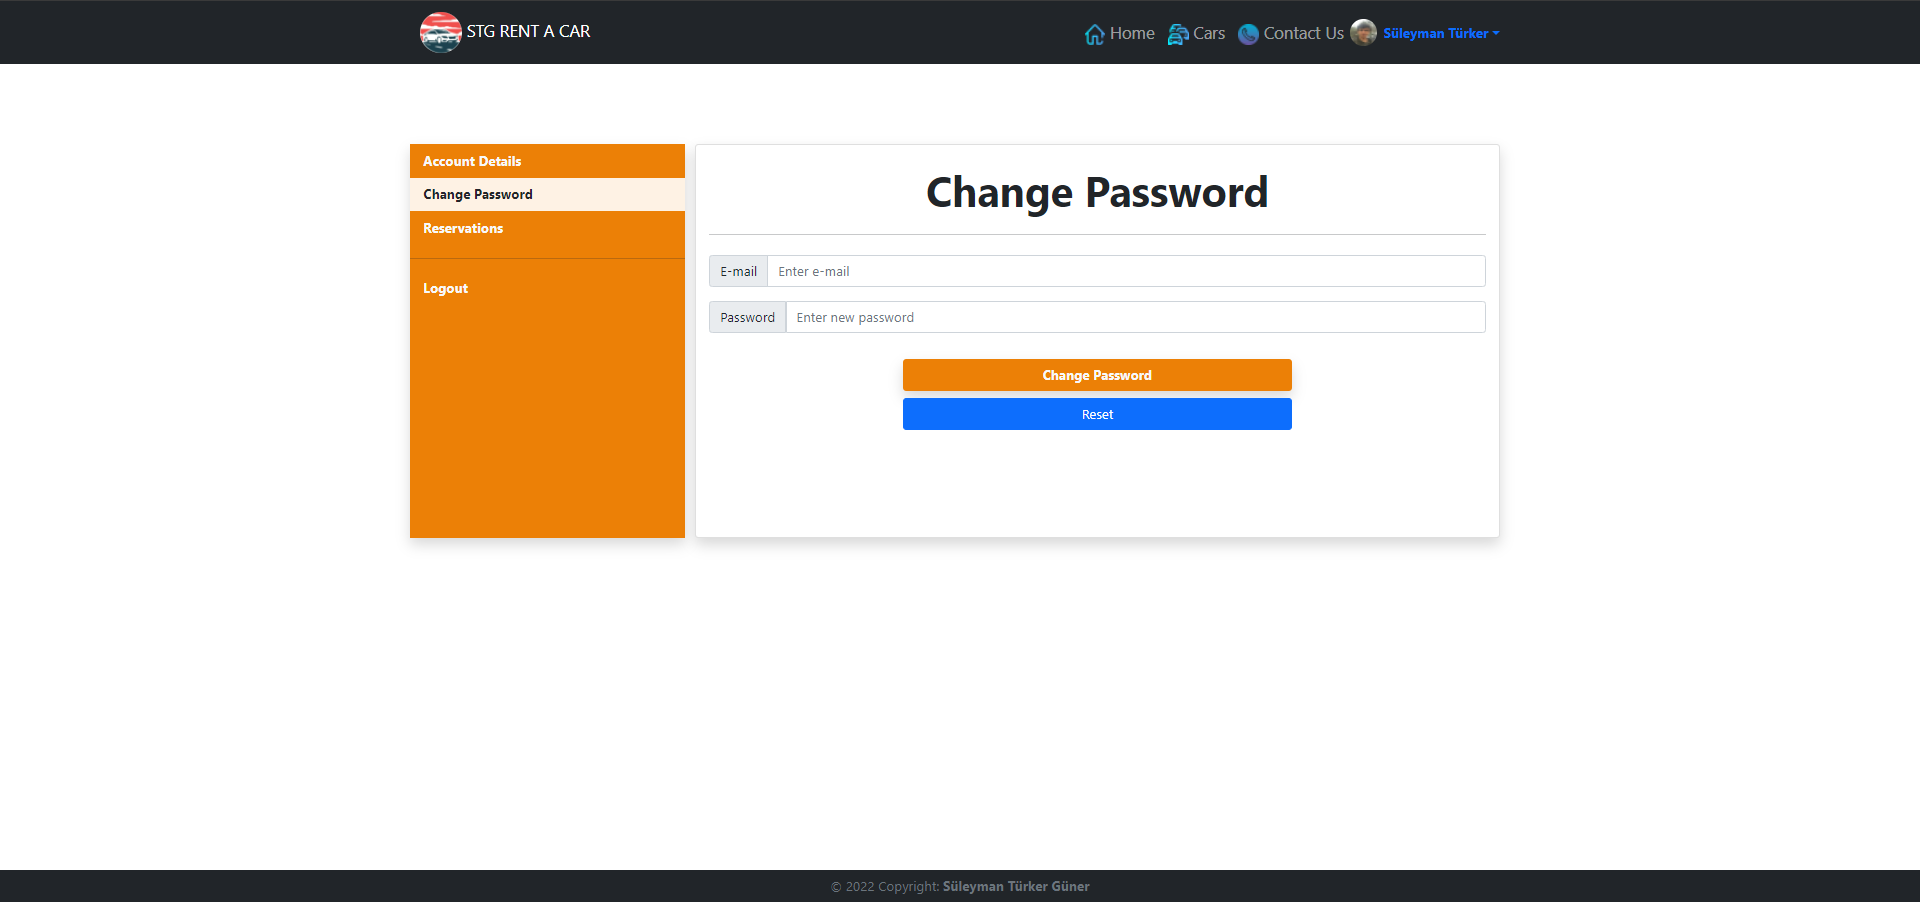 STG RENT A CAR
Home Cars Contact Us Süleyman Türker
Account Details
Change Password
Reservations
Logout
Change Password
E-mail Enter e-mail
Password Enter new password
Change Password
Reset
© 2022 Copyright: Süleyman Türker Güner